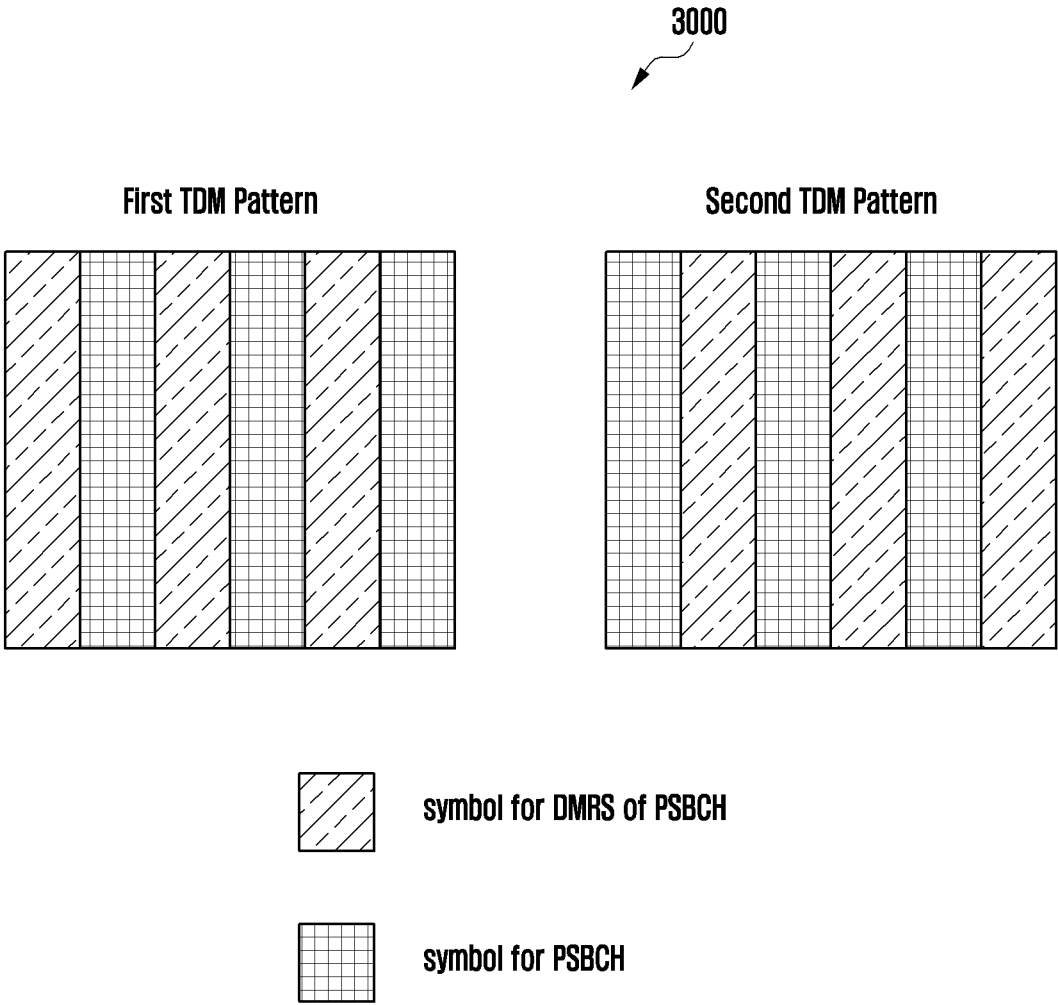 3000
First TDM Pattern
Second TDM Pattern
symbol for DMRS of PSBCH
symbol for PSBCH